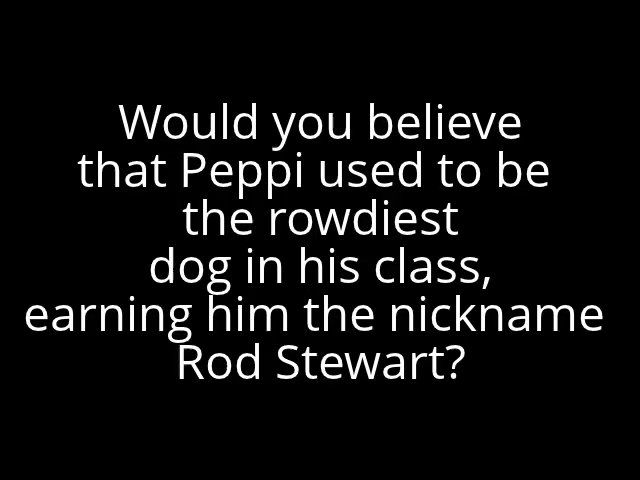 Would you believe
that Peppi used to be
the rowdiest
dog in his class,
earning him the nickname
Rod Stewart?